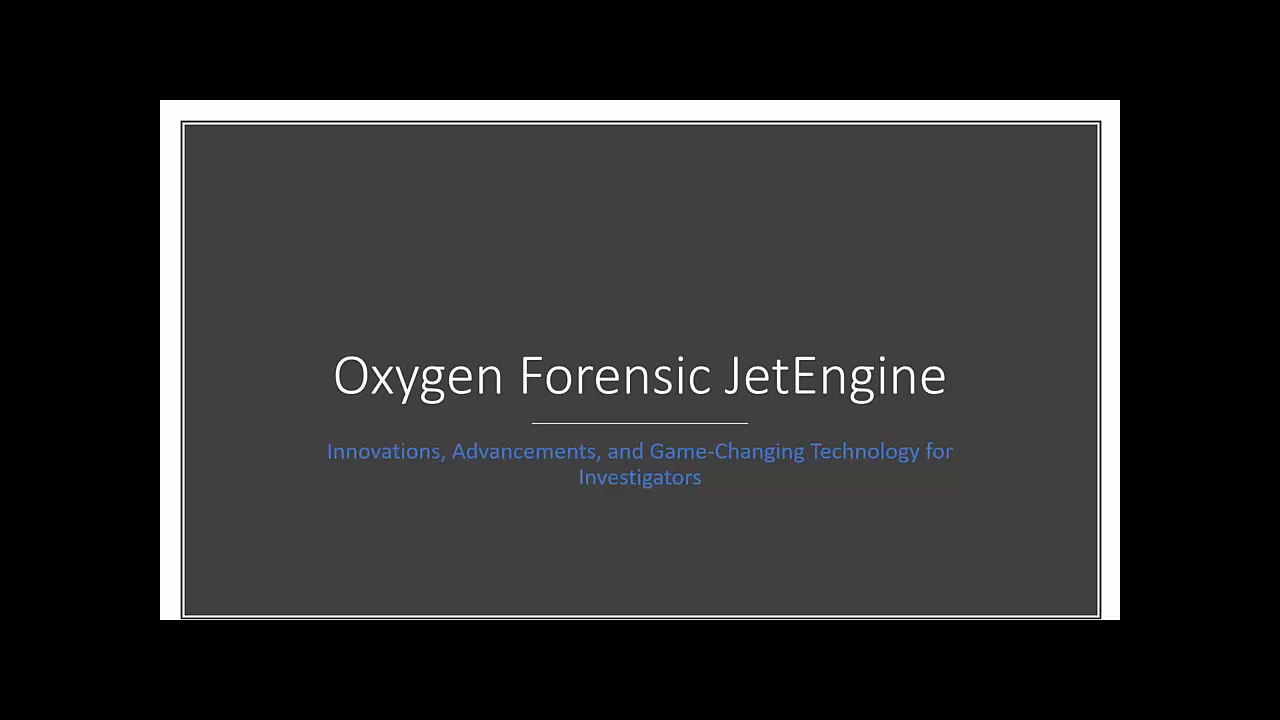 Oxygen Forensic JetEngine
Innovations, Advancements, and Game-Changing Technology for
Investigators